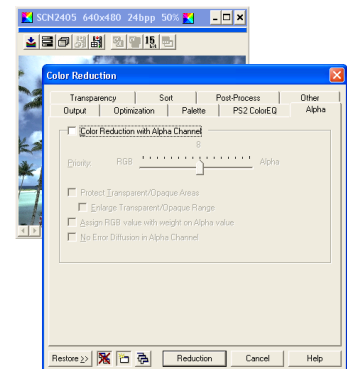 SCN2405 640x480 24bpp 50%
15
Color Reduction
Transparency Sort Post-Process Other
Output Optimization Palette PS2 ColorEQ Alpha
Color Reduction with Alpha Channel
8
Priority: RGB Alpha
Protect Transparent/Opaque Areas
Enlarge Transparent/Opaque Range
Assign RGB value with weight on Alpha value
No Error Diffusion in Alpha Channel
Restore >> Reduction Cancel Help